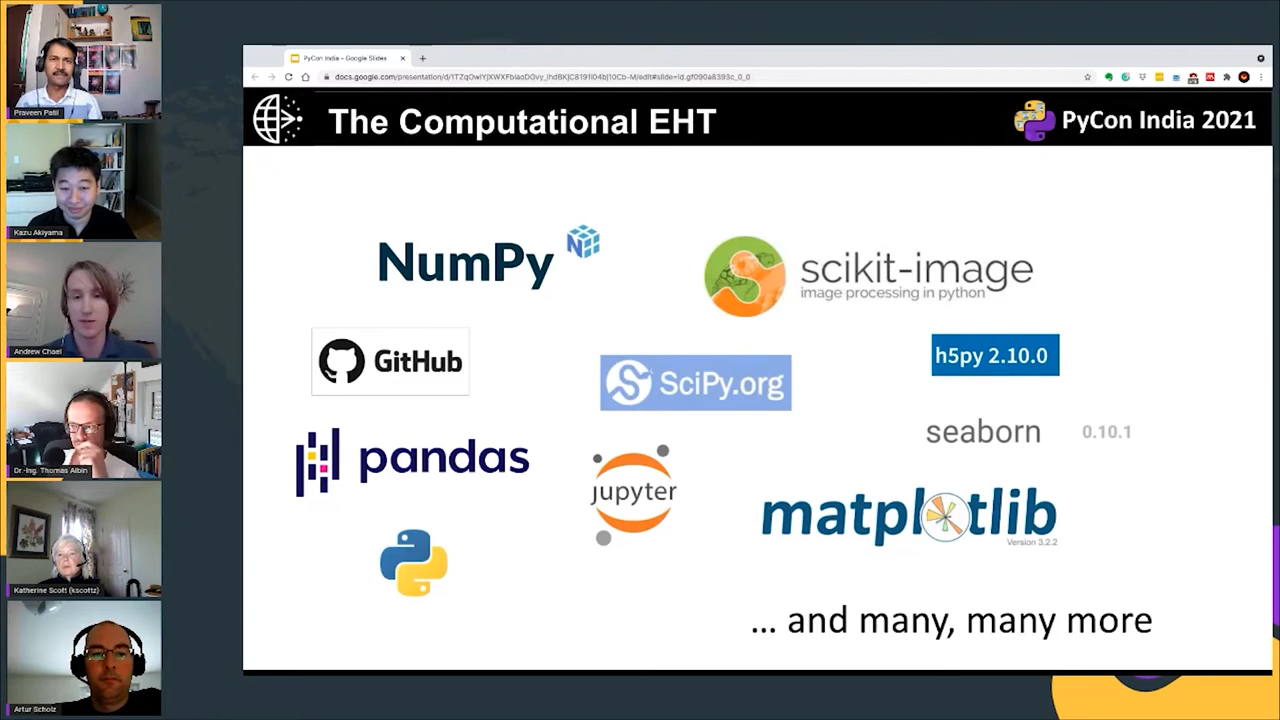 Praveen Patil
Kazu Akiyama
Andrew Chael
Dr.-Ing. Thomas Albin
Katherine Scott (kscottz)
Artur Scholz
PyCon India - Google Slides
The Computational EHT
PyCon India 2021
NumPy
scikit-image
image processing in python
GitHub
SciPy.org
h5py 2.10.0
seaborn 0.10.1
pandas
jupyter
matplotlib
Version 3.2.2
... and many, many more